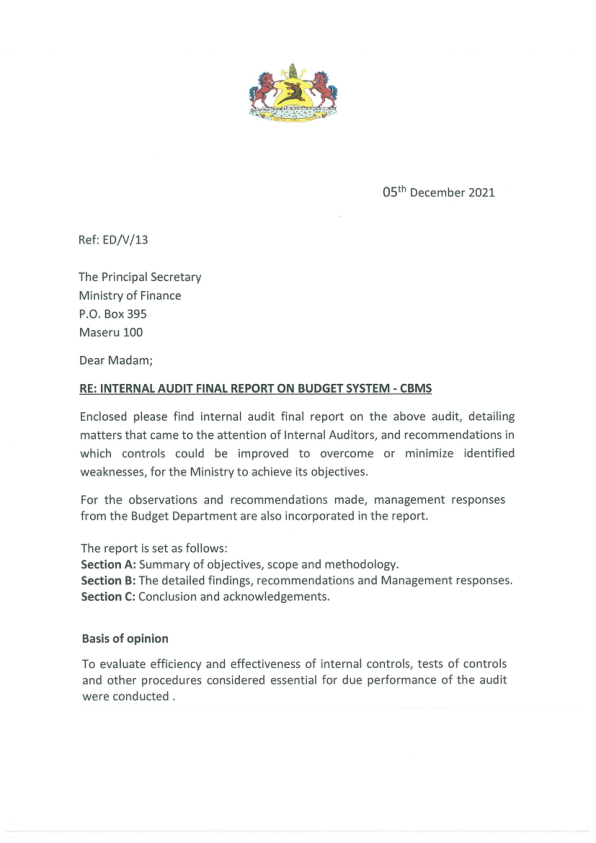 05th December 2021
Ref: ED/V/13
The Principal Secretary
Ministry of Finance
P.O. Box 395
Maseru 100
Dear Madam;
RE: INTERNAL AUDIT FINAL REPORT ON BUDGET SYSTEM - CBMS
Enclosed please find internal audit final report on the above audit, detailing
matters that came to the attention of Internal Auditors, and recommendations in
which controls could be improved to overcome or minimize identified
weaknesses, for the Ministry to achieve its objectives.
For the observations and recommendations made, management responses
from the Budget Department are also incorporated in the report.
The report is set as follows:
Section A: Summary of objectives, scope and methodology.
Section B: The detailed findings, recommendations and Management responses.
Section C: Conclusion and acknowledgements.
Basis of opinion
To evaluate efficiency and effectiveness of internal controls, tests of controls
and other procedures considered essential for due performance of the audit
were conducted .